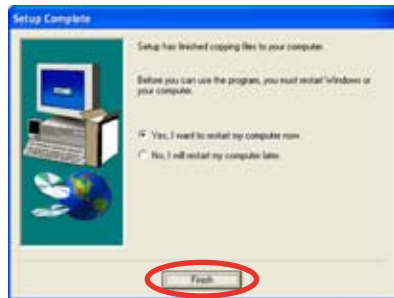 Setup Complete
Setup has finished copying files to your computer.
Before you can use the program, you must restart Windows or
your computer.
Yes, I want to restart my computer now.
No, I will restart my computer later.
Finish